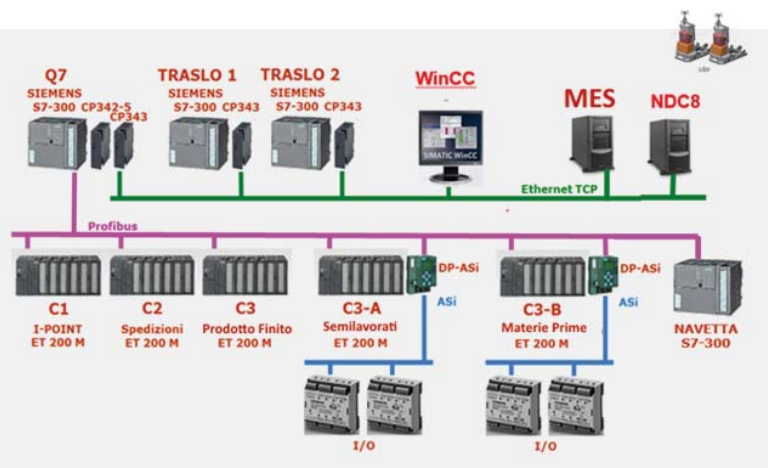 LGV
Q7
SIEMENS
S7-300 CP342-5
CP343
TRASLO 1
SIEMENS
S7-300 CP343
TRASLO 2
SIEMENS
S7-300 CP343
WinCC
SIMATIC WinCC
MES
NDC8
Ethernet TCP
Profibus
C1
I-POINT
ET 200 M
C2
Spedizioni
ET 200 M
C3
Prodotto Finito
ET 200 M
C3-A
Semilavorati
ET 200 M
DP-ASi
ASi
C3-B
Materie Prime
ET 200 M
DP-ASi
ASi
NAVETTA
S7-300
I/O
I/O